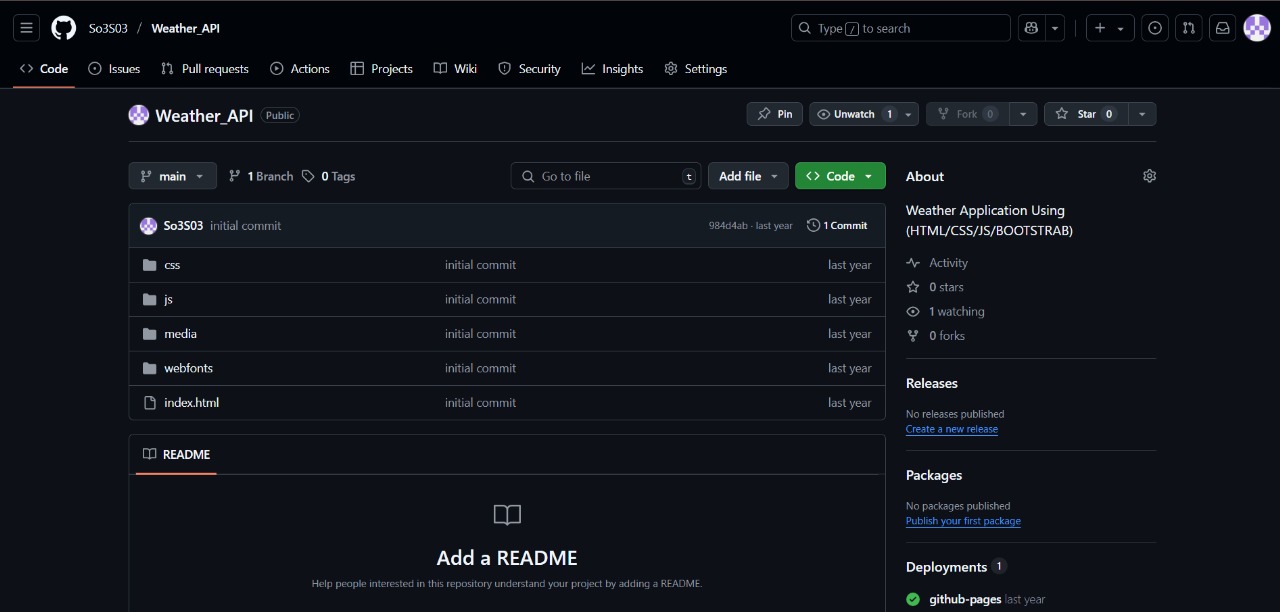 So3S03 / Weather_API
Type / to search
Code Issues Pull requests Actions Projects Wiki Security Insights Settings
Weather_API Public
Pin Unwatch 1 Fork 0 Star 0
main 1 Branch 0 Tags
Go to file t Add file Code
So3S03 initial commit 984d4ab · last year 1 Commit
css initial commit last year
js initial commit last year
media initial commit last year
webfonts initial commit last year
index.html initial commit last year
README
Add a README
Help people interested in this repository understand your project by adding a README.
About
Weather Application Using
(HTML/CSS/JS/BOOTSTRAB)
Activity
0 stars
1 watching
0 forks
Releases
No releases published
Create a new release
Packages
No packages published
Publish your first package
Deployments 1
github-pages last year